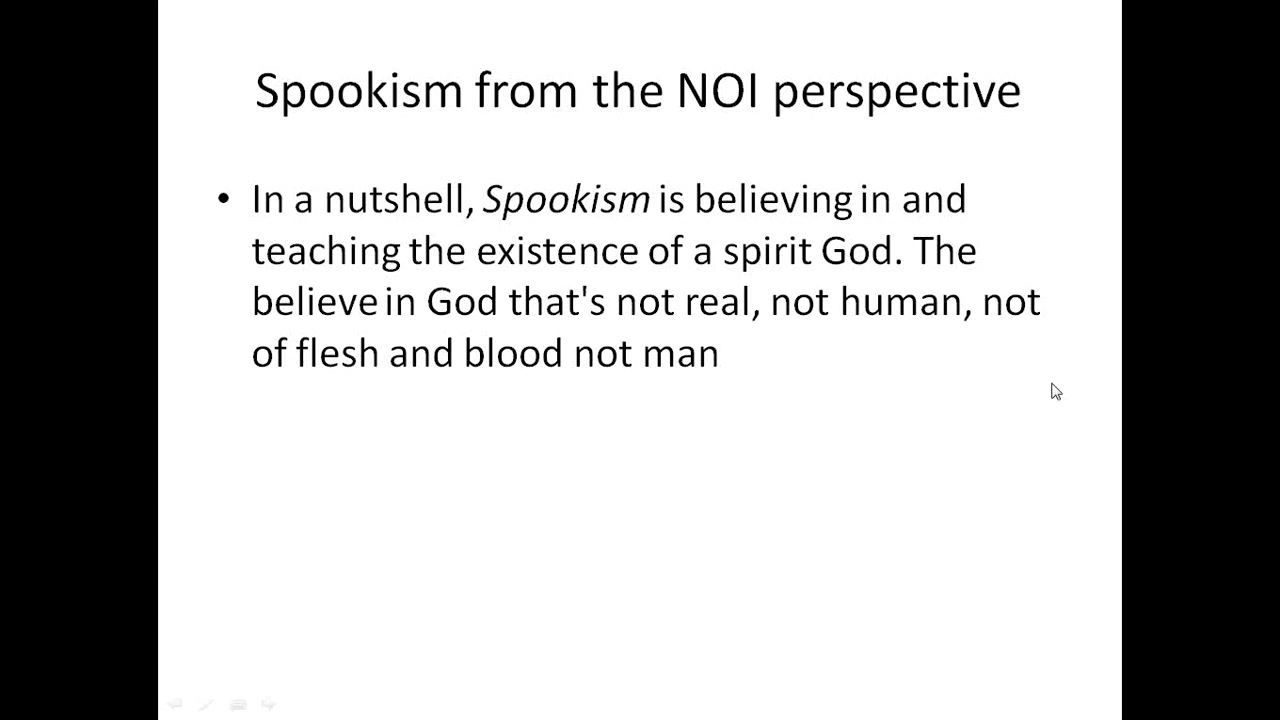 Spookism from the NOI perspective
• In a nutshell, Spookism is believing in and
teaching the existence of a spirit God. The
believe in God that's not real, not human, not
of flesh and blood not man